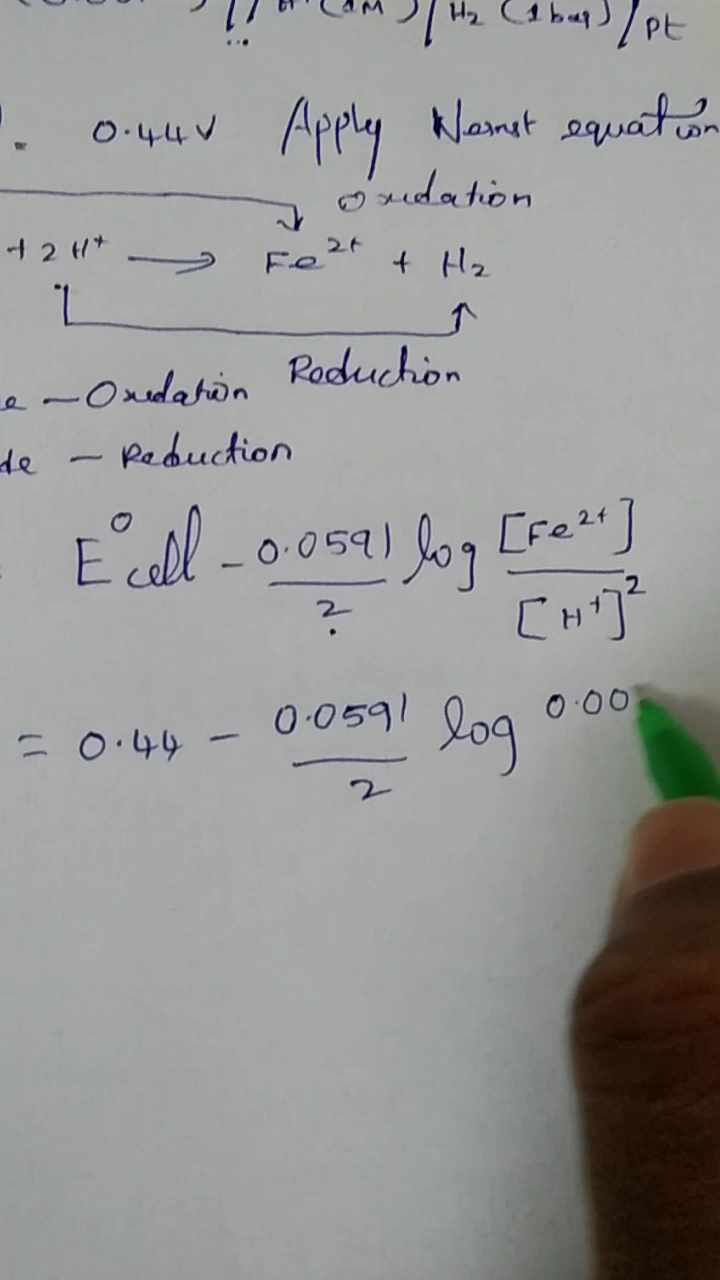 // (1M) / H₂ (1 bar) / Pt
0.44V Apply Nernst equation
Oxidation
+ 2H⁺ ⟶ Fe²⁺ + H₂
Reduction
e – Oxidation
de – Reduction
E⁰cell – 0.0591/2 log [Fe²⁺]/[H⁺]²
= 0.44 – 0.0591/2 log 0.00